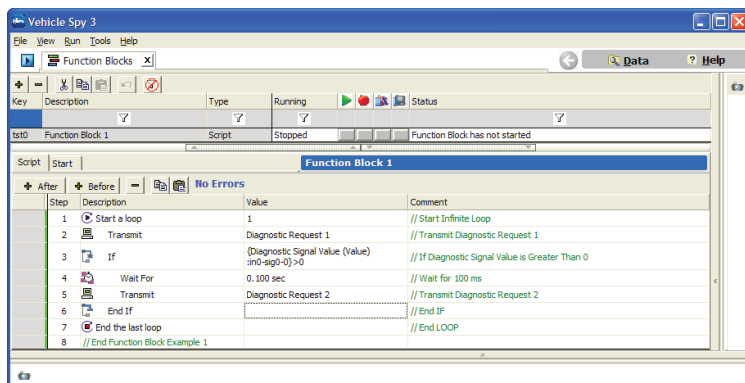 Vehicle Spy 3
File View Run Tools Help
Function Blocks X
Data
? Help
Key Description Type Running Status
tst0 Function Block 1 Script Stopped Function Block has not started
Script Start Function Block 1
After Before No Errors
Step Description Value Comment
1 Start a loop 1 // Start Infinite Loop
2 Transmit Diagnostic Request 1 // Transmit Diagnostic Request 1
3 If {Diagnostic Signal Value (Value) :in0-sig0-0}>0 // If Diagnostic Signal Value is Greater Than 0
4 Wait For 0.100 sec // Wait for 100 ms
5 Transmit Diagnostic Request 2 // Transmit Diagnostic Request 2
6 End If // End IF
7 End the last loop // End LOOP
8 // End Function Block Example 1